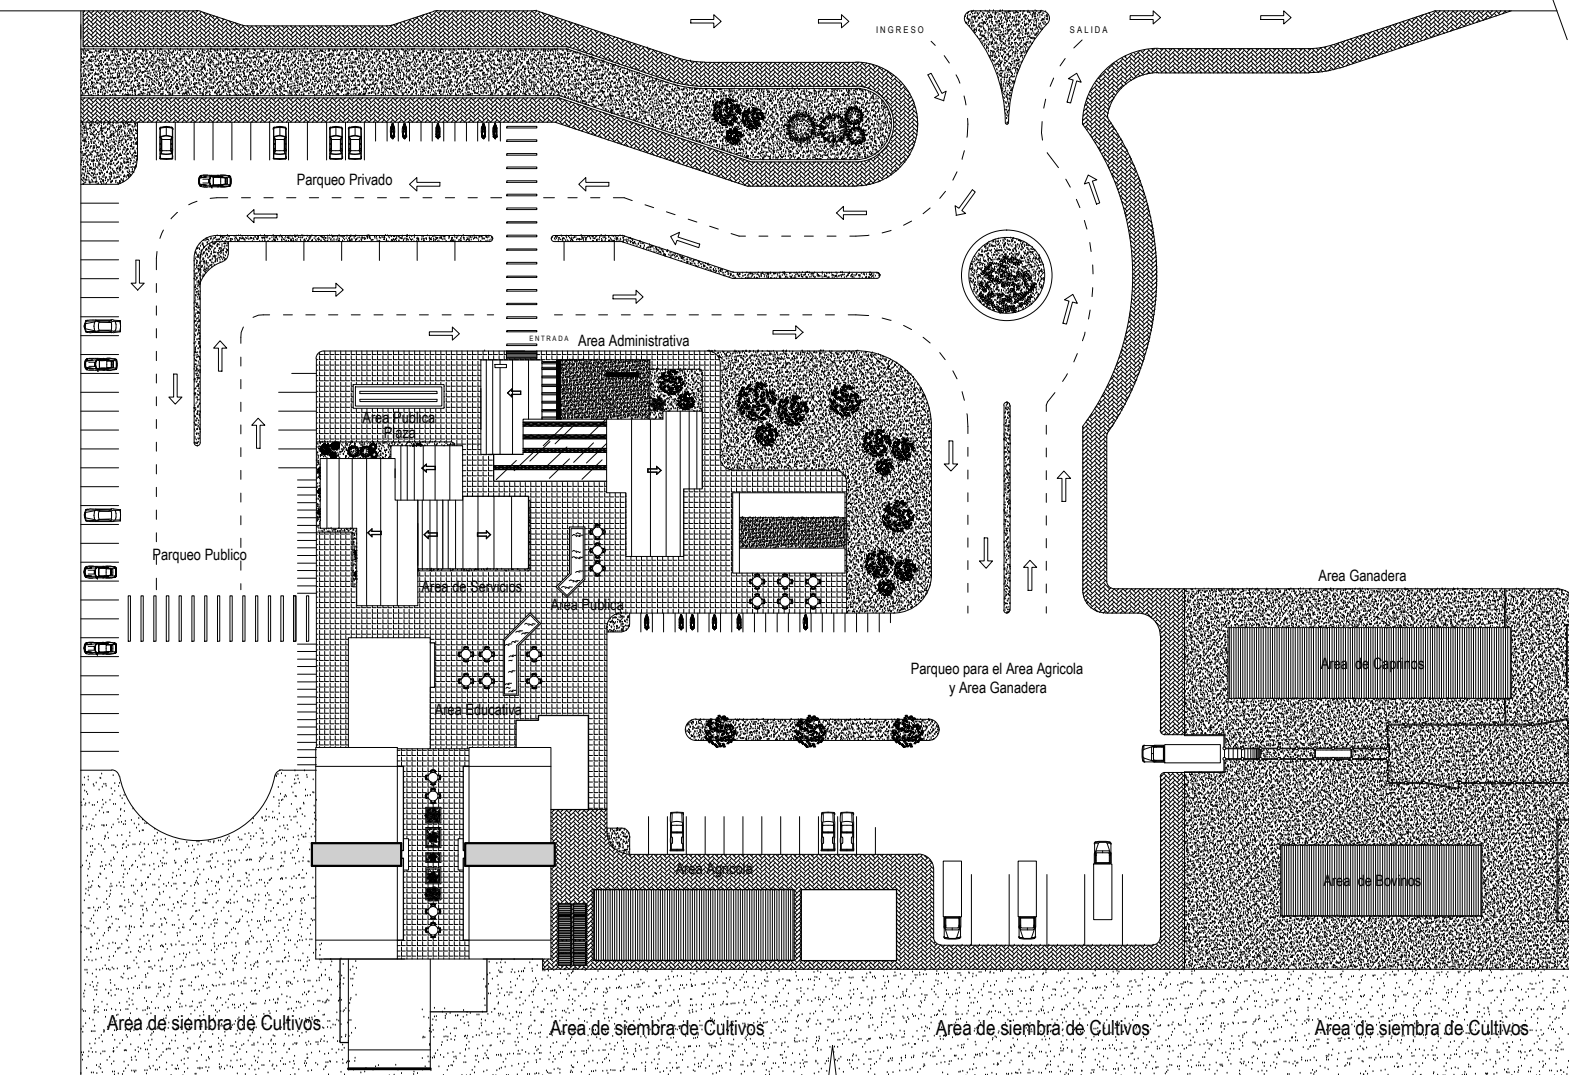 INGRESO
SALIDA
Parqueo Privado
ENTRADA
Area Administrativa
Area Publica
Plaza
Parqueo Publico
Area de Servicios
Area Publica
Area Ganadera
Area de Caprinos
Parqueo para el Area Agricola
y Area Ganadera
Area Educativa
Area Agricola
Area de Bovinos
Area de siembra de Cultivos
Area de siembra de Cultivos
Area de siembra de Cultivos
Area de siembra de Cultivos